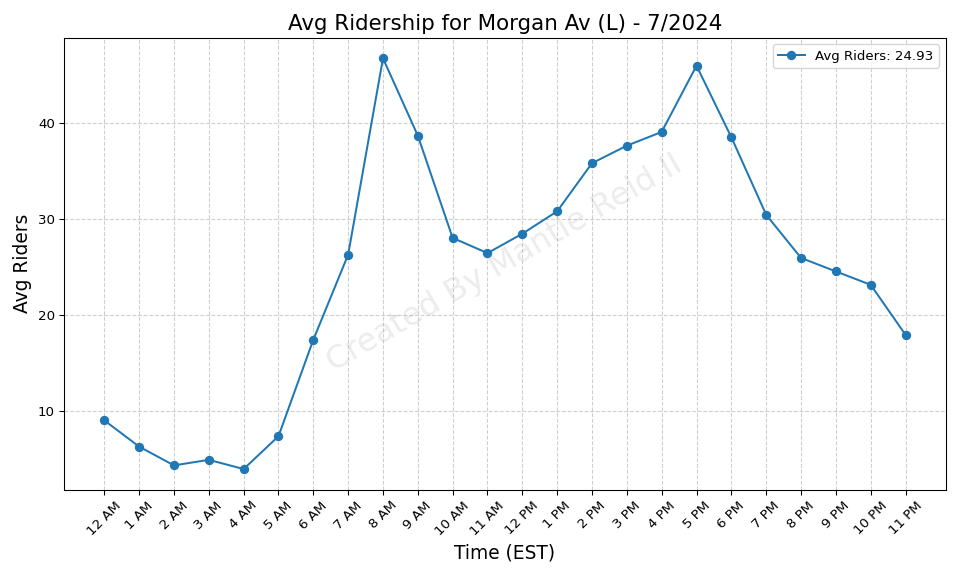 Avg Ridership for Morgan Av (L) - 7/2024
Avg Riders: 24.93
Avg Riders
40
30
20
10
Created By Mantle Reid II
12 AM
1 AM
2 AM
3 AM
4 AM
5 AM
6 AM
7 AM
8 AM
9 AM
10 AM
11 AM
12 PM
1 PM
2 PM
3 PM
4 PM
5 PM
6 PM
7 PM
8 PM
9 PM
10 PM
11 PM
Time (EST)